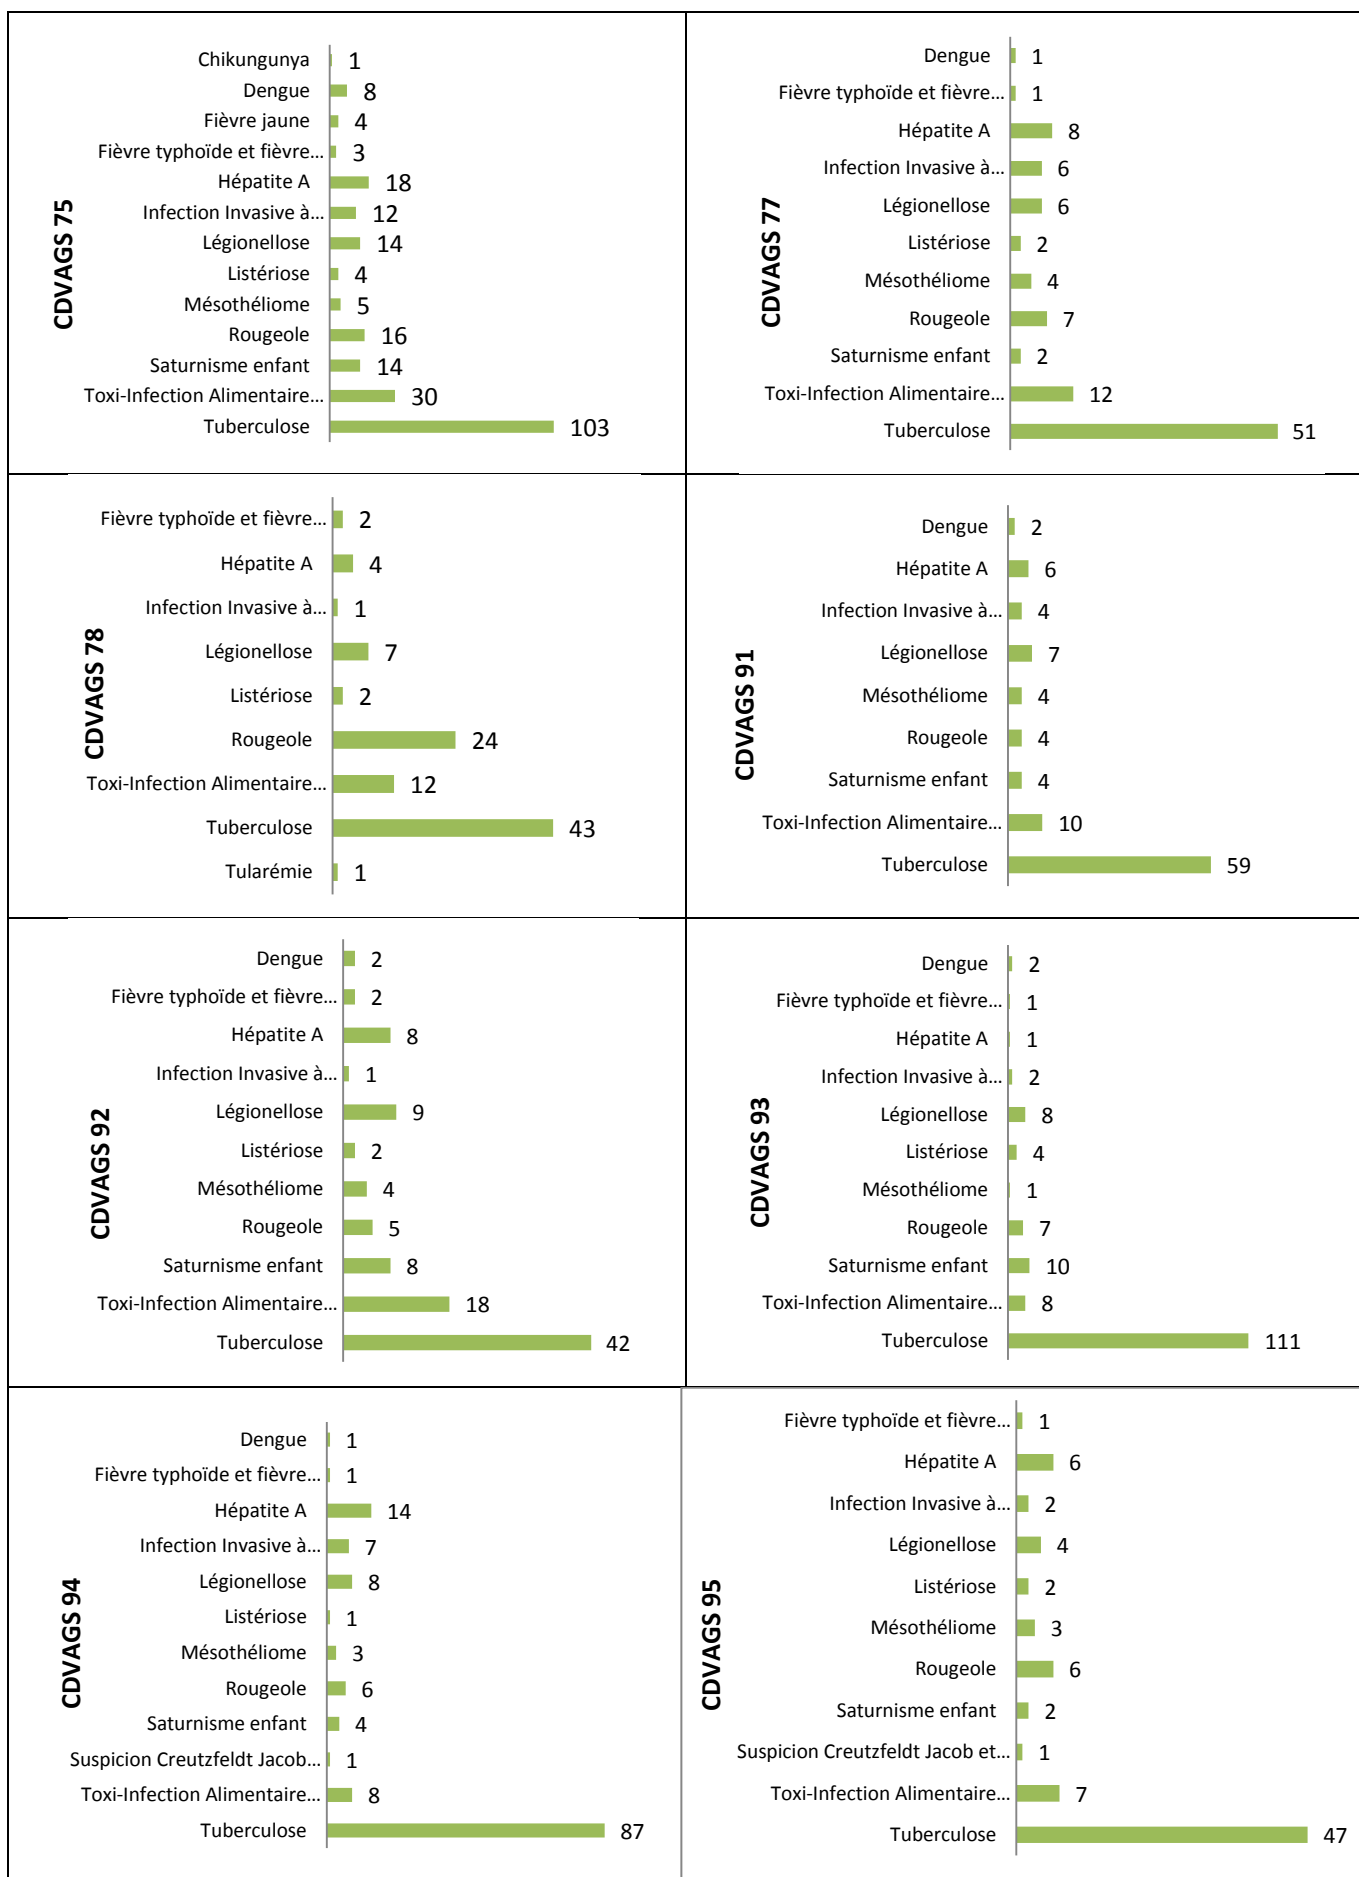 CDVAGS 75
Chikungunya 1
Dengue 8
Fièvre jaune 4
Fièvre typhoïde et fièvre... 3
Hépatite A 18
Infection Invasive à... 12
Légionellose 14
Listériose 4
Mésothéliome 5
Rougeole 16
Saturnisme enfant 14
Toxi-Infection Alimentaire... 30
Tuberculose 103
CDVAGS 77
Dengue 1
Fièvre typhoïde et fièvre... 1
Hépatite A 8
Infection Invasive à... 6
Légionellose 6
Listériose 2
Mésothéliome 4
Rougeole 7
Saturnisme enfant 2
Toxi-Infection Alimentaire... 12
Tuberculose 51
CDVAGS 78
Fièvre typhoïde et fièvre... 2
Hépatite A 4
Infection Invasive à... 1
Légionellose 7
Listériose 2
Rougeole 24
Toxi-Infection Alimentaire... 12
Tuberculose 43
Tularémie 1
CDVAGS 91
Dengue 2
Hépatite A 6
Infection Invasive à... 4
Légionellose 7
Mésothéliome 4
Rougeole 4
Saturnisme enfant 4
Toxi-Infection Alimentaire... 10
Tuberculose 59
CDVAGS 92
Dengue 2
Fièvre typhoïde et fièvre... 2
Hépatite A 8
Infection Invasive à... 1
Légionellose 9
Listériose 2
Mésothéliome 4
Rougeole 5
Saturnisme enfant 8
Toxi-Infection Alimentaire... 18
Tuberculose 42
CDVAGS 93
Dengue 2
Fièvre typhoïde et fièvre... 1
Hépatite A 1
Infection Invasive à... 2
Légionellose 8
Listériose 4
Mésothéliome 1
Rougeole 7
Saturnisme enfant 10
Toxi-Infection Alimentaire... 8
Tuberculose 111
CDVAGS 94
Dengue 1
Fièvre typhoïde et fièvre... 1
Hépatite A 14
Infection Invasive à... 7
Légionellose 8
Listériose 1
Mésothéliome 3
Rougeole 6
Saturnisme enfant 4
Suspicion Creutzfeldt Jacob... 1
Toxi-Infection Alimentaire... 8
Tuberculose 87
CDVAGS 95
Fièvre typhoïde et fièvre... 1
Hépatite A 6
Infection Invasive à... 2
Légionellose 4
Listériose 2
Mésothéliome 3
Rougeole 6
Saturnisme enfant 2
Suspicion Creutzfeldt Jacob et... 1
Toxi-Infection Alimentaire... 7
Tuberculose 47